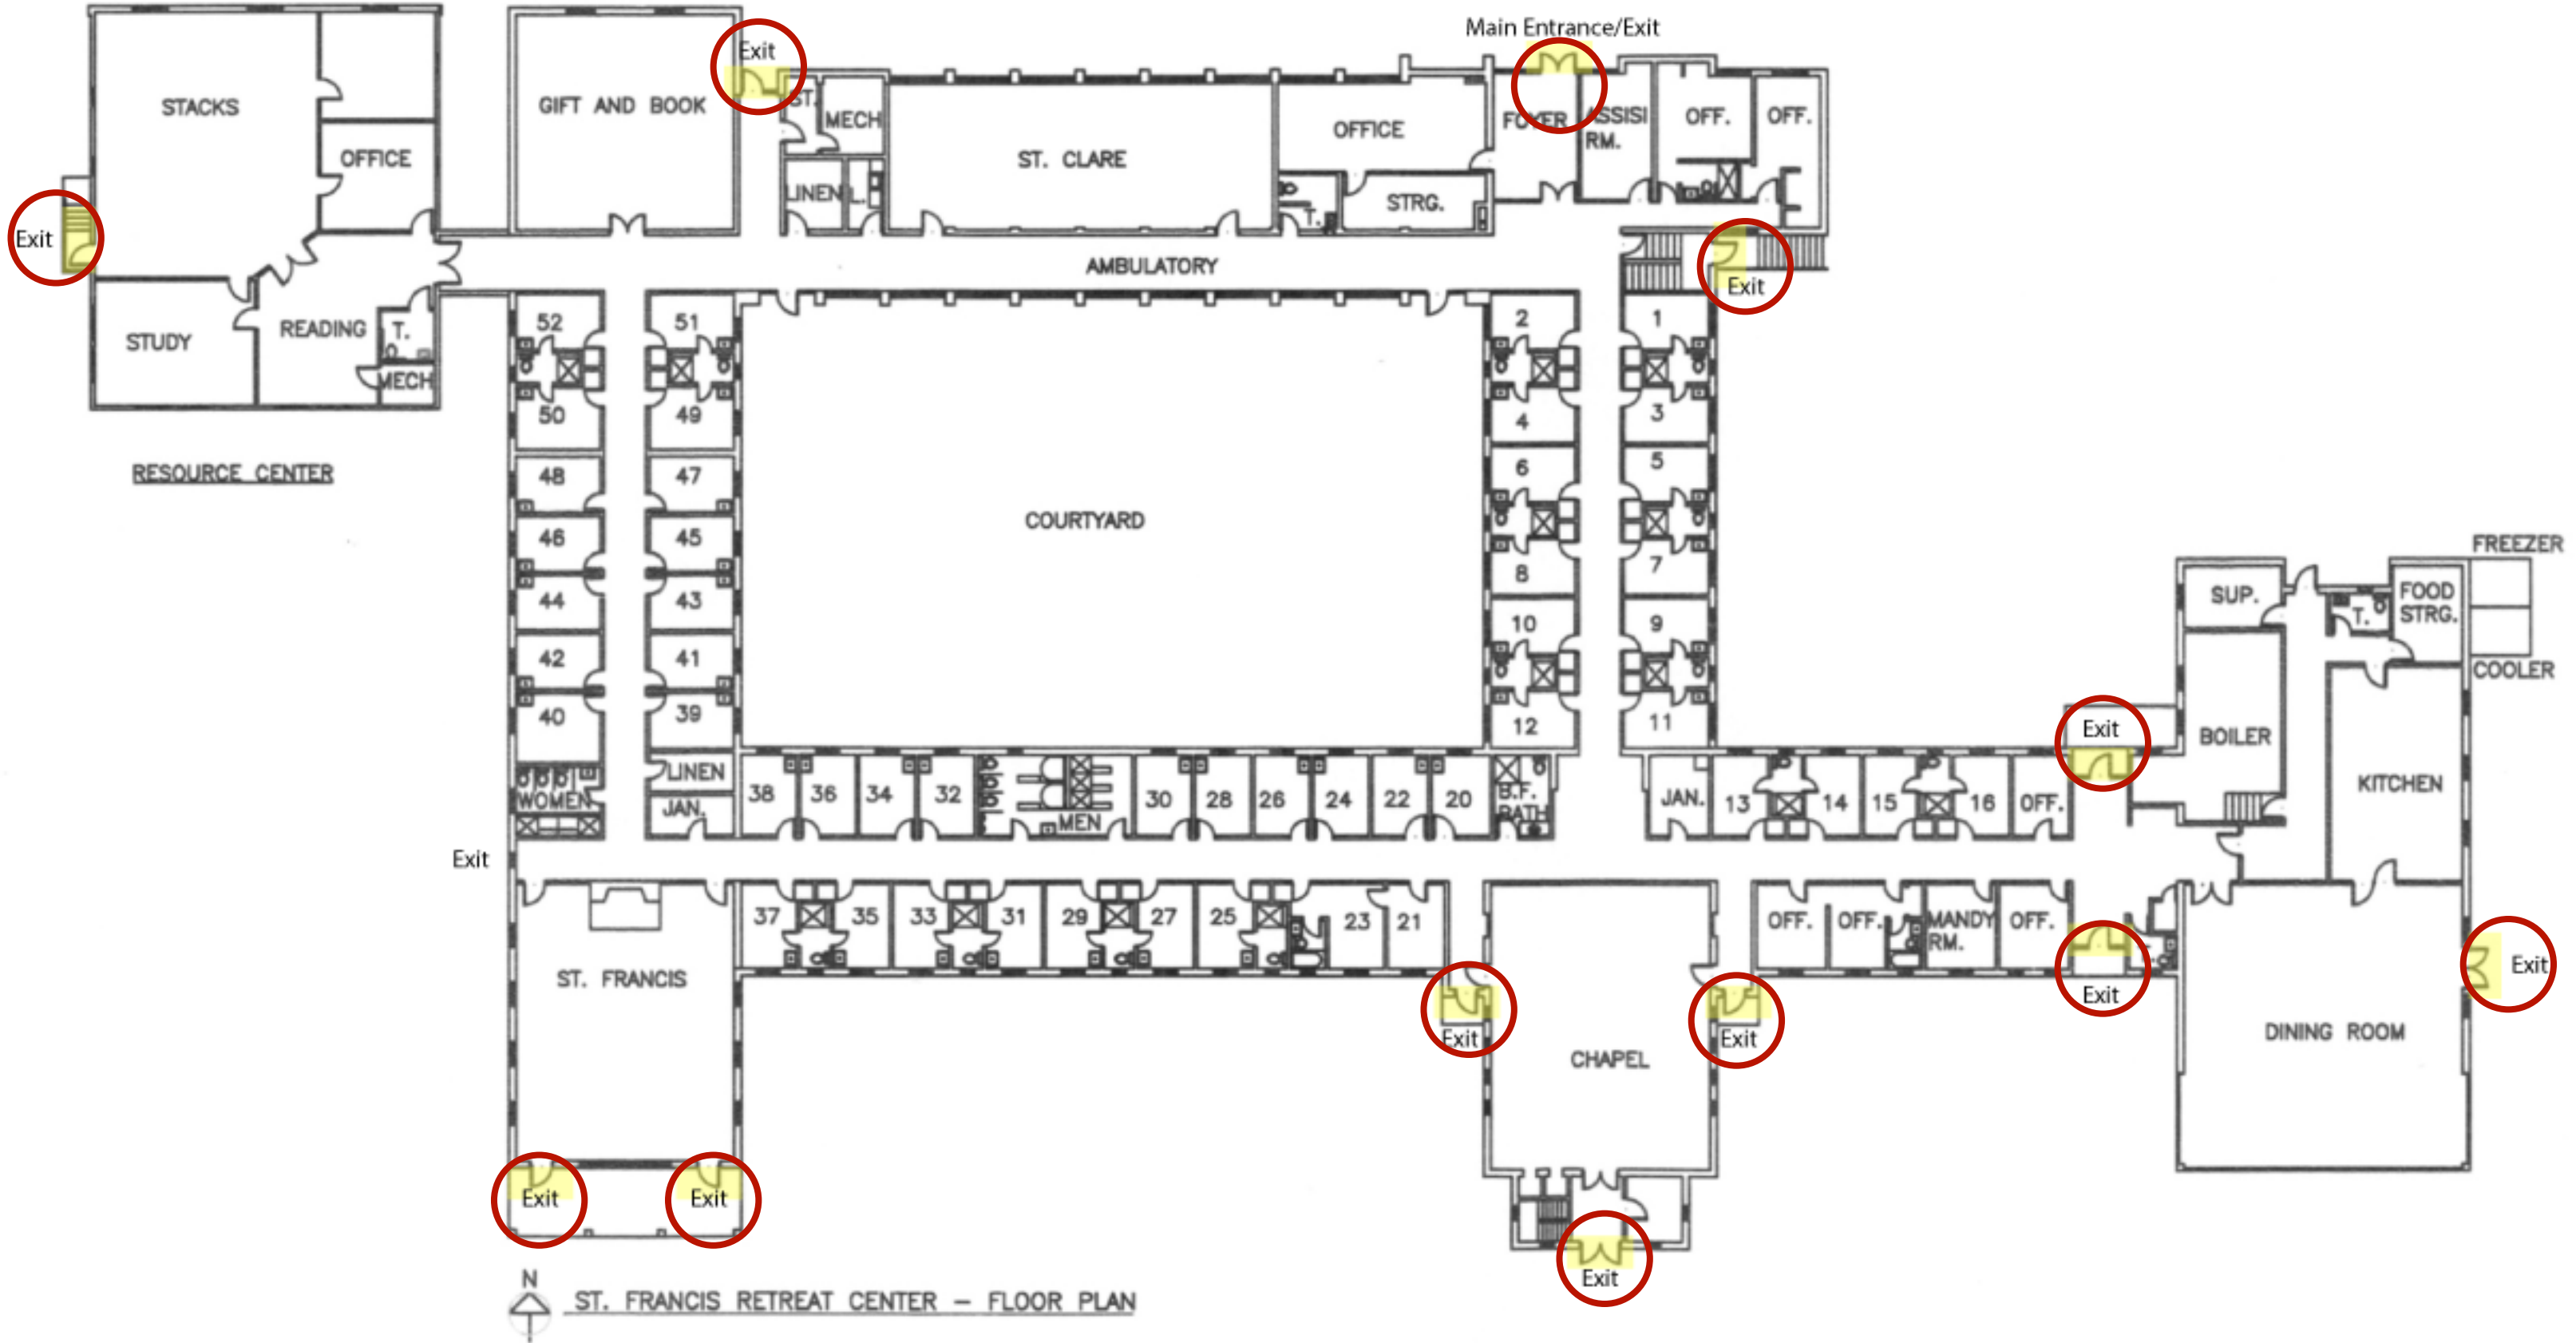 Main Entrance/Exit
Exit
STACKS
GIFT AND BOOK
ST.
MECH
ST. CLARE
OFFICE
FOYER
ASSISI
RM.
OFF.
OFF.
OFFICE
LINEN
L.
T.
STRG.
Exit
AMBULATORY
Exit
STUDY
READING
T.
MECH
52
51
2
1
50
49
4
3
RESOURCE CENTER
48
47
6
5
COURTYARD
46
45
8
7
44
43
10
9
42
41
12
11
40
39
FREEZER
SUP.
T.
FOOD
STRG.
COOLER
Exit
BOILER
KITCHEN
WOMEN
LINEN
JAN.
38
36
34
32
MEN
30
28
26
24
22
20
B.F.
BATH
JAN.
13
14
15
16
OFF.
Exit
37
35
33
31
29
27
25
23
21
OFF.
OFF.
MANDY
RM.
OFF.
ST. FRANCIS
Exit
Exit
Exit
Exit
CHAPEL
DINING ROOM
Exit
Exit
Exit
N
ST. FRANCIS RETREAT CENTER – FLOOR PLAN